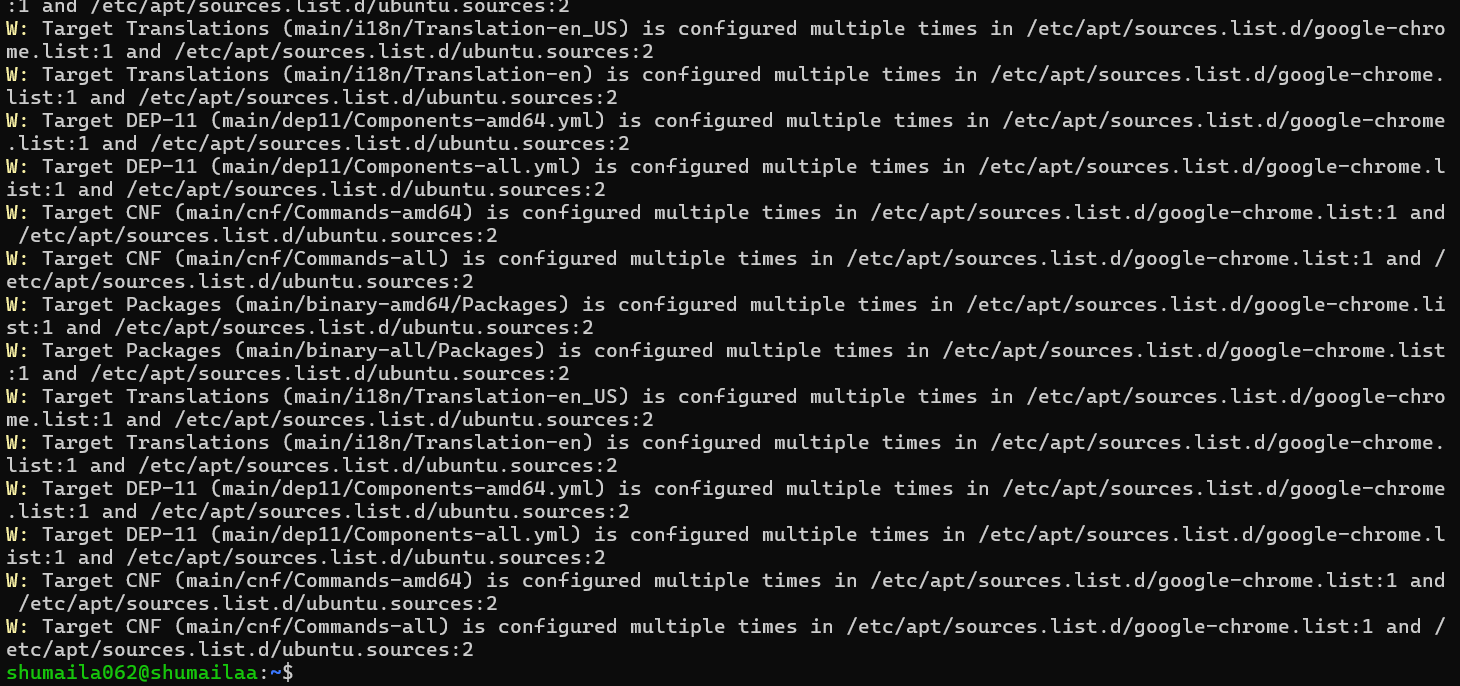 :1 and /etc/apt/sources.list.d/ubuntu.sources:2
W: Target Translations (main/i18n/Translation-en_US) is configured multiple times in /etc/apt/sources.list.d/google-chro
me.list:1 and /etc/apt/sources.list.d/ubuntu.sources:2
W: Target Translations (main/i18n/Translation-en) is configured multiple times in /etc/apt/sources.list.d/google-chrome.
list:1 and /etc/apt/sources.list.d/ubuntu.sources:2
W: Target DEP-11 (main/dep11/Components-amd64.yml) is configured multiple times in /etc/apt/sources.list.d/google-chrome
.list:1 and /etc/apt/sources.list.d/ubuntu.sources:2
W: Target DEP-11 (main/dep11/Components-all.yml) is configured multiple times in /etc/apt/sources.list.d/google-chrome.l
ist:1 and /etc/apt/sources.list.d/ubuntu.sources:2
W: Target CNF (main/cnf/Commands-amd64) is configured multiple times in /etc/apt/sources.list.d/google-chrome.list:1 and
 /etc/apt/sources.list.d/ubuntu.sources:2
W: Target CNF (main/cnf/Commands-all) is configured multiple times in /etc/apt/sources.list.d/google-chrome.list:1 and /
etc/apt/sources.list.d/ubuntu.sources:2
W: Target Packages (main/binary-amd64/Packages) is configured multiple times in /etc/apt/sources.list.d/google-chrome.li
st:1 and /etc/apt/sources.list.d/ubuntu.sources:2
W: Target Packages (main/binary-all/Packages) is configured multiple times in /etc/apt/sources.list.d/google-chrome.list
:1 and /etc/apt/sources.list.d/ubuntu.sources:2
W: Target Translations (main/i18n/Translation-en_US) is configured multiple times in /etc/apt/sources.list.d/google-chro
me.list:1 and /etc/apt/sources.list.d/ubuntu.sources:2
W: Target Translations (main/i18n/Translation-en) is configured multiple times in /etc/apt/sources.list.d/google-chrome.
list:1 and /etc/apt/sources.list.d/ubuntu.sources:2
W: Target DEP-11 (main/dep11/Components-amd64.yml) is configured multiple times in /etc/apt/sources.list.d/google-chrome
.list:1 and /etc/apt/sources.list.d/ubuntu.sources:2
W: Target DEP-11 (main/dep11/Components-all.yml) is configured multiple times in /etc/apt/sources.list.d/google-chrome.l
ist:1 and /etc/apt/sources.list.d/ubuntu.sources:2
W: Target CNF (main/cnf/Commands-amd64) is configured multiple times in /etc/apt/sources.list.d/google-chrome.list:1 and
 /etc/apt/sources.list.d/ubuntu.sources:2
W: Target CNF (main/cnf/Commands-all) is configured multiple times in /etc/apt/sources.list.d/google-chrome.list:1 and /
etc/apt/sources.list.d/ubuntu.sources:2
shumaila062@shumailaa:~$